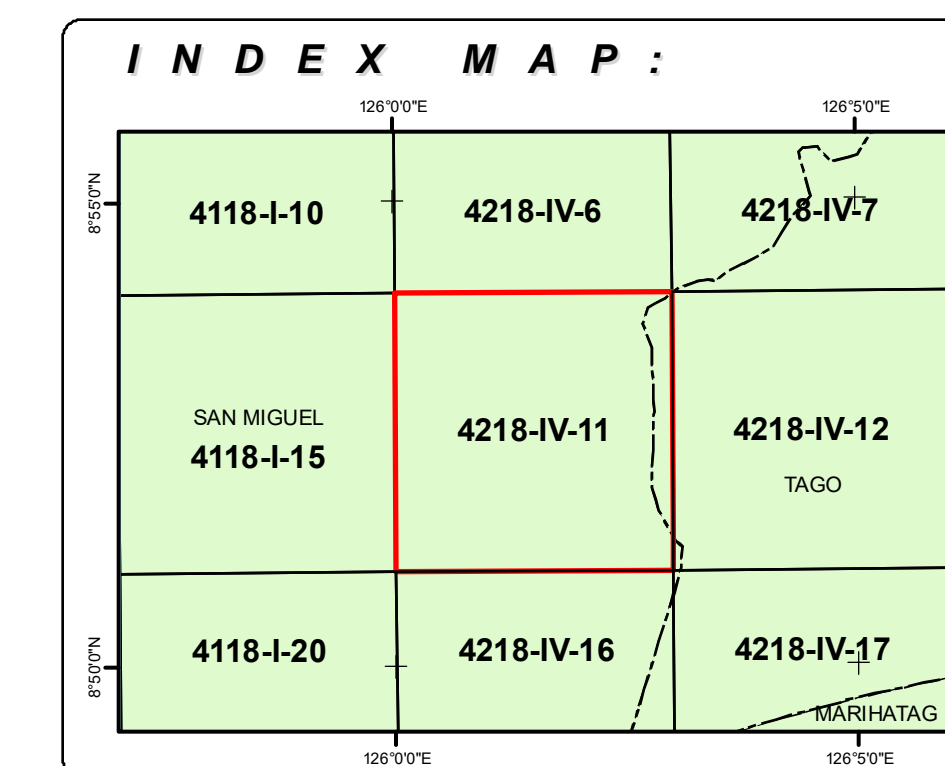 INDEX MAP:
126°0'0"E 126°5'0"E
8°55'0"N
4118-I-10 4218-IV-6 4218-IV-7
SAN MIGUEL
4118-I-15 4218-IV-11 4218-IV-12
TAGO
8°50'0"N
4118-I-20 4218-IV-16 4218-IV-17
MARIHATAG
126°0'0"E 126°5'0"E